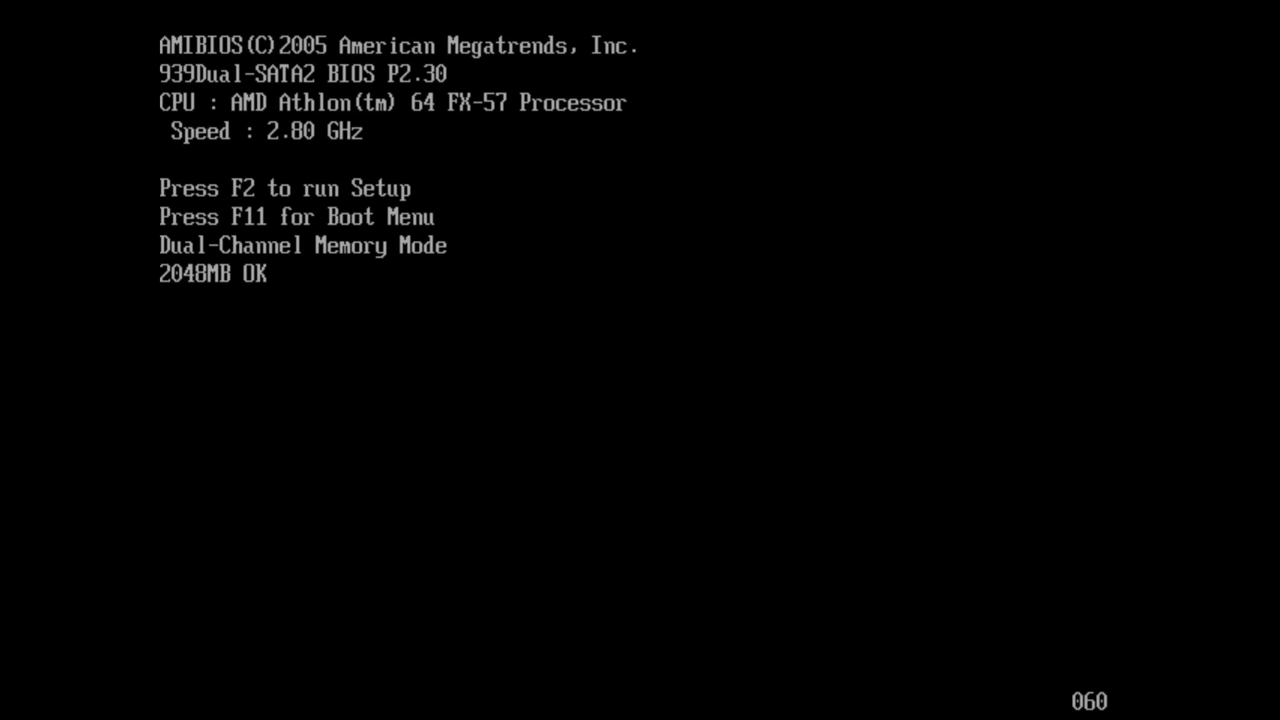 AMIBIOS(C)2005 American Megatrends, Inc.
939Dual-SATA2 BIOS P2.30
CPU : AMD Athlon(tm) 64 FX-57 Processor
Speed : 2.80 GHz
Press F2 to run Setup
Press F11 for Boot Menu
Dual-Channel Memory Mode
2048MB OK
060